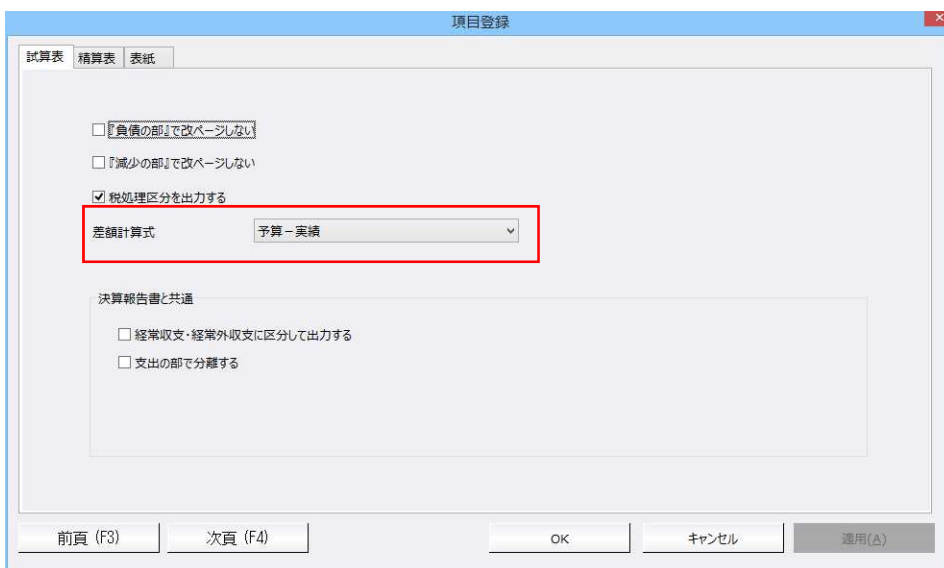 項目登録
試算表 精算表 表紙
『負債の部』で改ページしない
『減少の部』で改ページしない
税処理区分を出力する
差額計算式 予算－実績
決算報告書と共通
経常収支・経常外収支に区分して出力する
支出の部で分離する
前頁 (F3) 次頁 (F4) OK キャンセル 適用(A)